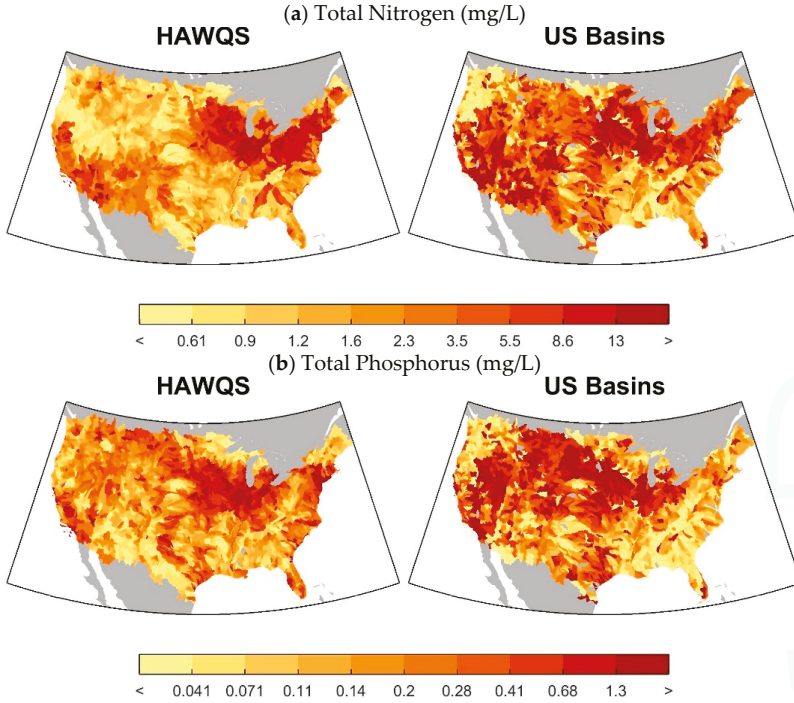 (a) Total Nitrogen (mg/L)
HAWQS US Basins
< 0.61 0.9 1.2 1.6 2.3 3.5 5.5 8.6 13 >
(b) Total Phosphorus (mg/L)
HAWQS US Basins
< 0.041 0.071 0.11 0.14 0.2 0.28 0.41 0.68 1.3 >